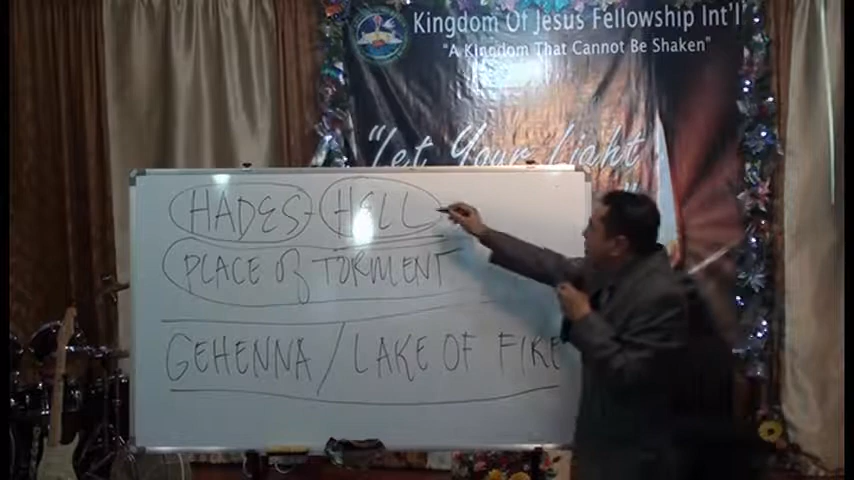 Kingdom Of Jesus Fellowship Int'l
"A Kingdom That Cannot Be Shaken"
"Let Your Light
HADES - HELL
PLACE of TORMENT
GEHENNA / LAKE OF FIRE